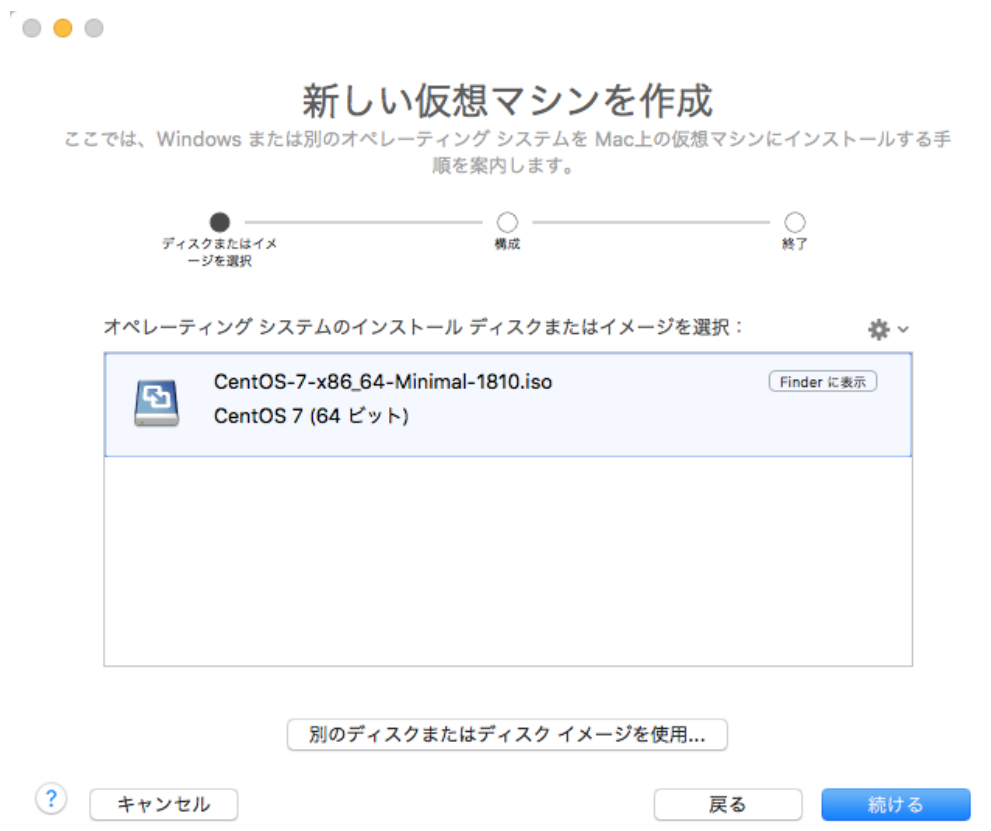 新しい仮想マシンを作成
ここでは、Windows または別のオペレーティング システムを Mac上の仮想マシンにインストールする手
順を案内します。
ディスクまたはイメ
ージを選択
構成
終了
オペレーティング システムのインストール ディスクまたはイメージを選択：
CentOS-7-x86_64-Minimal-1810.iso
Finder に表示
CentOS 7 (64 ビット)
別のディスクまたはディスク イメージを使用...
?
キャンセル
戻る
続ける